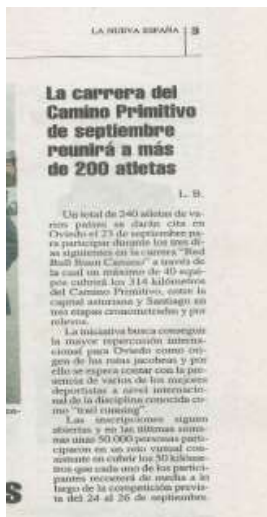 LA NUEVA ESPAÑA | 3
La carrera del
Camino Primitivo
de septiembre
reunirá a más
de 200 atletas
L. B.
Un total de 240 atletas de va-
rios países se darán cita en
Oviedo el 23 de septiembre pa-
ra participar durante los tres dí-
as siguientes en la carrera "Red
Bull Buen Camino" a través de
la cual un máximo de 40 equi-
pos cubrirá los 314 kilómetros
del Camino Primitivo, entre la
capital asturiana y Santiago en
tres etapas cronometradas y por
relevos.
La iniciativa busca conseguir
la mayor repercusión interna-
cional para Oviedo como ori-
gen de las rutas jacobeas y por
ello se espera contar con la pre-
sencia de varios de los mejores
deportistas a nivel internacio-
nal de la disciplina conocida co-
mo "trail running".
Las inscripciones siguen
abiertas y en las últimas sema-
nas unas 50.000 personas parti-
ciparon en un reto virtual con-
sistente en cubrir los 50 kilóme-
tros que cada uno de los partici-
pantes recorrerá de media a lo
largo de la competición previs-
ta del 24 al 26 de septiembre.